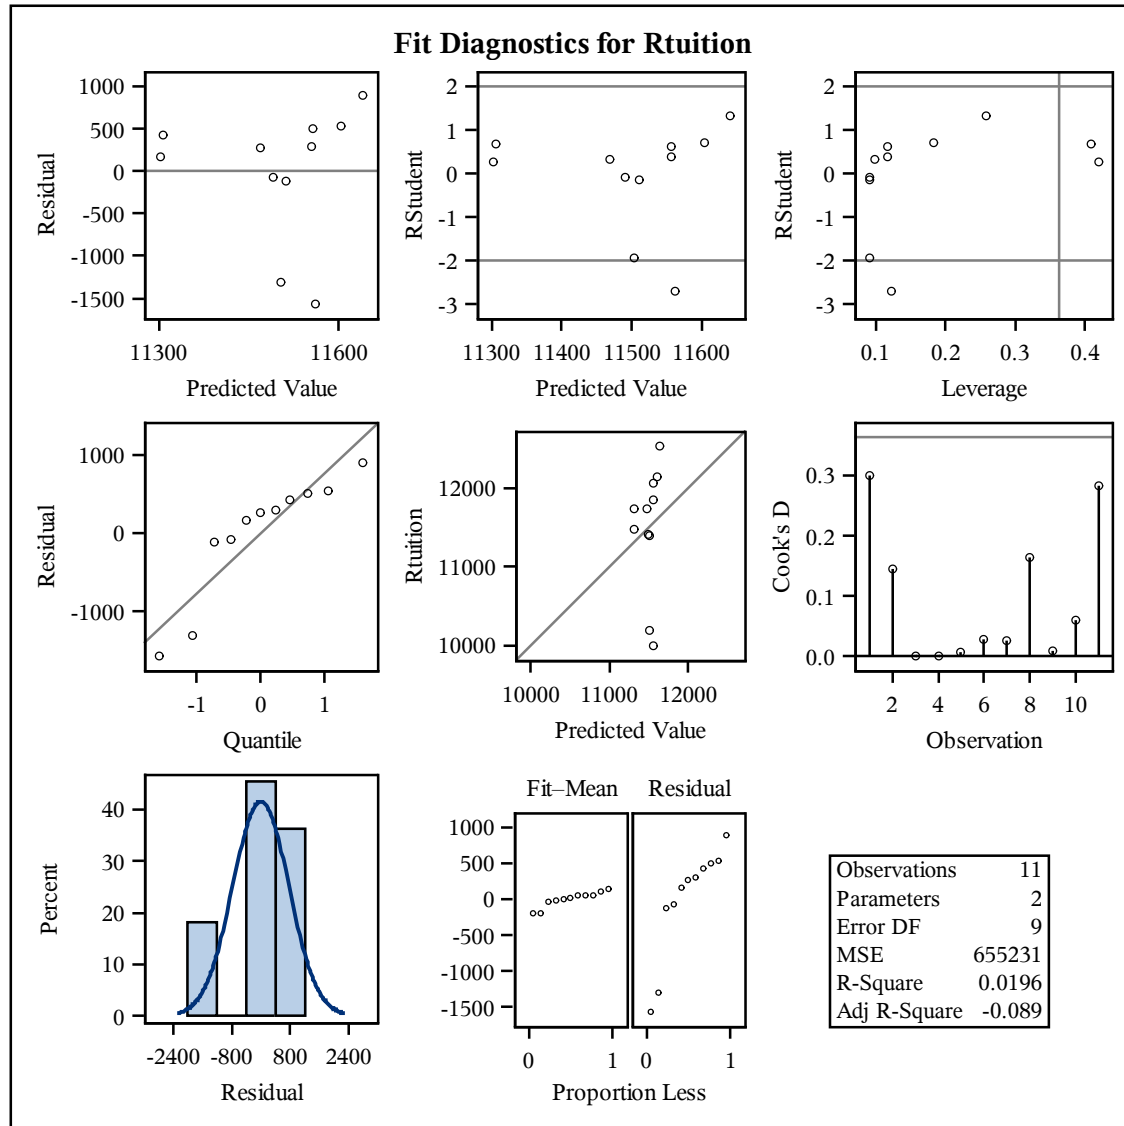 Fit Diagnostics for Rtuition
1000
500
0
-500
-1000
-1500
Residual
11300 11600
Predicted Value
2
1
0
-1
-2
-3
RStudent
11300 11400 11500 11600
Predicted Value
2
1
0
-1
-2
-3
RStudent
0.1 0.2 0.3 0.4
Leverage
1000
0
-1000
Residual
-1 0 1
Quantile
12000
11000
10000
Rtuition
10000 11000 12000
Predicted Value
0.3
0.2
0.1
0.0
Cook's D
2 4 6 8 10
Observation
40
30
20
10
0
Percent
-2400 -800 800 2400
Residual
Fit–Mean Residual
1000
500
0
-500
-1000
-1500
0 1 0 1
Proportion Less
Observations 11
Parameters 2
Error DF 9
MSE 655231
R-Square 0.0196
Adj R-Square -0.089